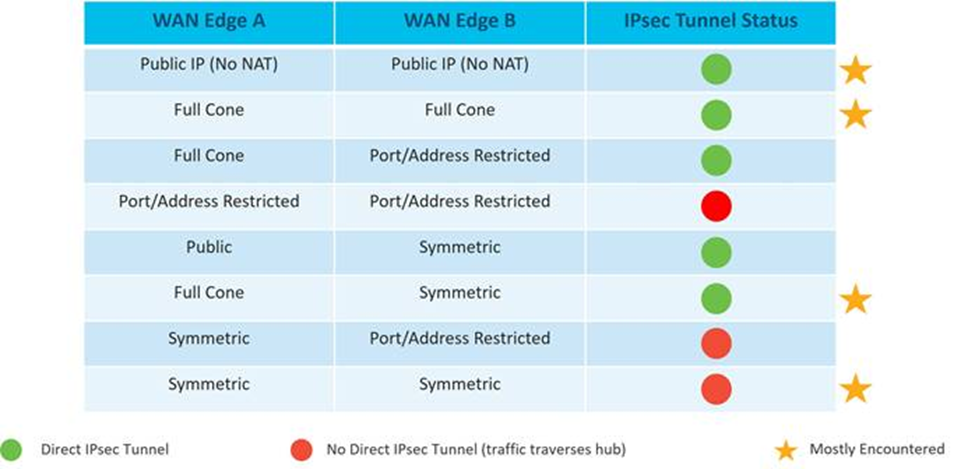 WAN Edge A WAN Edge B IPsec Tunnel Status
Public IP (No NAT) Public IP (No NAT)
Full Cone Full Cone
Full Cone Port/Address Restricted
Port/Address Restricted Port/Address Restricted
Public Symmetric
Full Cone Symmetric
Symmetric Port/Address Restricted
Symmetric Symmetric
Direct IPsec Tunnel No Direct IPsec Tunnel (traffic traverses hub) Mostly Encountered